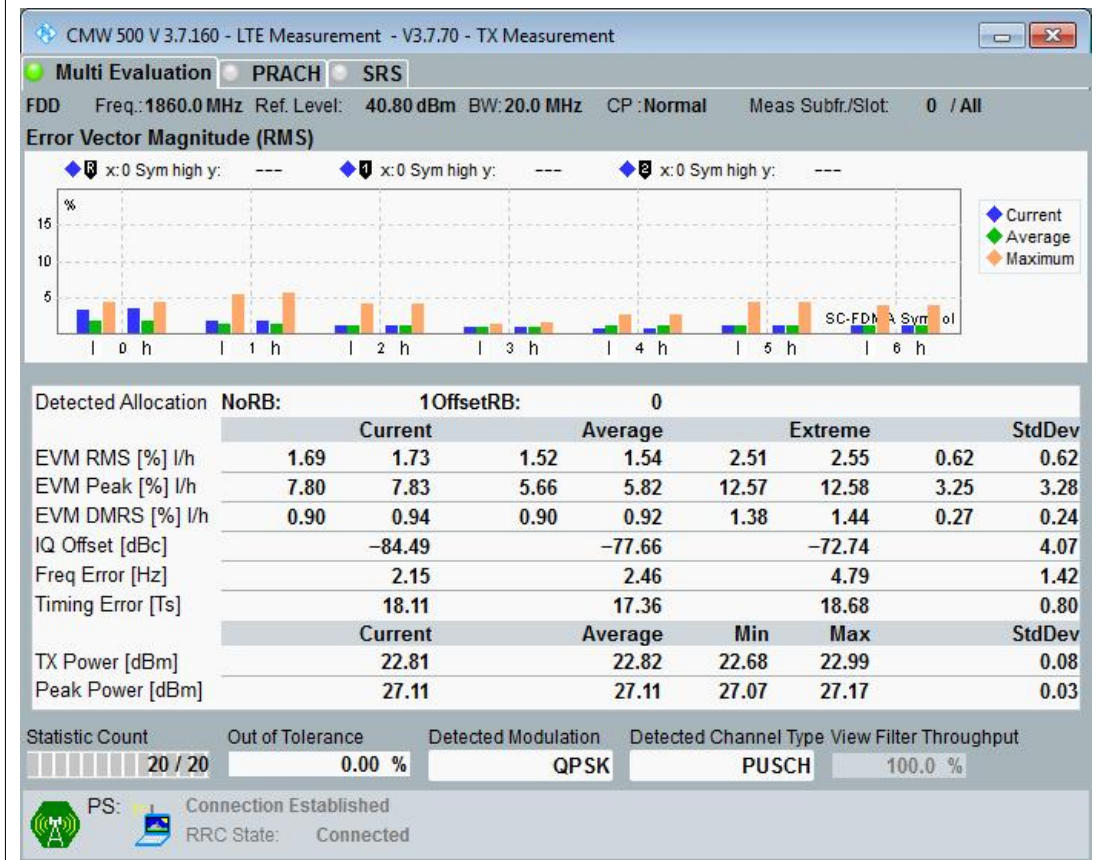 CMW 500 V 3.7.160 - LTE Measurement - V3.7.70 - TX Measurement
Multi Evaluation PRACH SRS
FDD Freq.: 1860.0 MHz Ref. Level: 40.80 dBm BW: 20.0 MHz CP : Normal Meas Subfr./Slot: 0 / All
Error Vector Magnitude (RMS)
R x: 0 Sym high y: --- 1 x: 0 Sym high y: --- 2 x: 0 Sym high y: ---
%
15
10
5
Current
Average
Maximum
SC-FDMA Symbol
l 0 h l 1 h l 2 h l 3 h l 4 h l 5 h l 6 h
Detected Allocation NoRB: 1 OffsetRB: 0
Current Average Extreme StdDev
EVM RMS [%] l/h 1.69 1.73 1.52 1.54 2.51 2.55 0.62 0.62
EVM Peak [%] l/h 7.80 7.83 5.66 5.82 12.57 12.58 3.25 3.28
EVM DMRS [%] l/h 0.90 0.94 0.90 0.92 1.38 1.44 0.27 0.24
IQ Offset [dBc] −84.49 −77.66 −72.74 4.07
Freq Error [Hz] 2.15 2.46 4.79 1.42
Timing Error [Ts] 18.11 17.36 18.68 0.80
Current Average Min Max StdDev
TX Power [dBm] 22.81 22.82 22.68 22.99 0.08
Peak Power [dBm] 27.11 27.11 27.07 27.17 0.03
Statistic Count Out of Tolerance Detected Modulation Detected Channel Type View Filter Throughput
20 / 20 0.00 % QPSK PUSCH 100.0 %
PS: Connection Established
RRC State: Connected